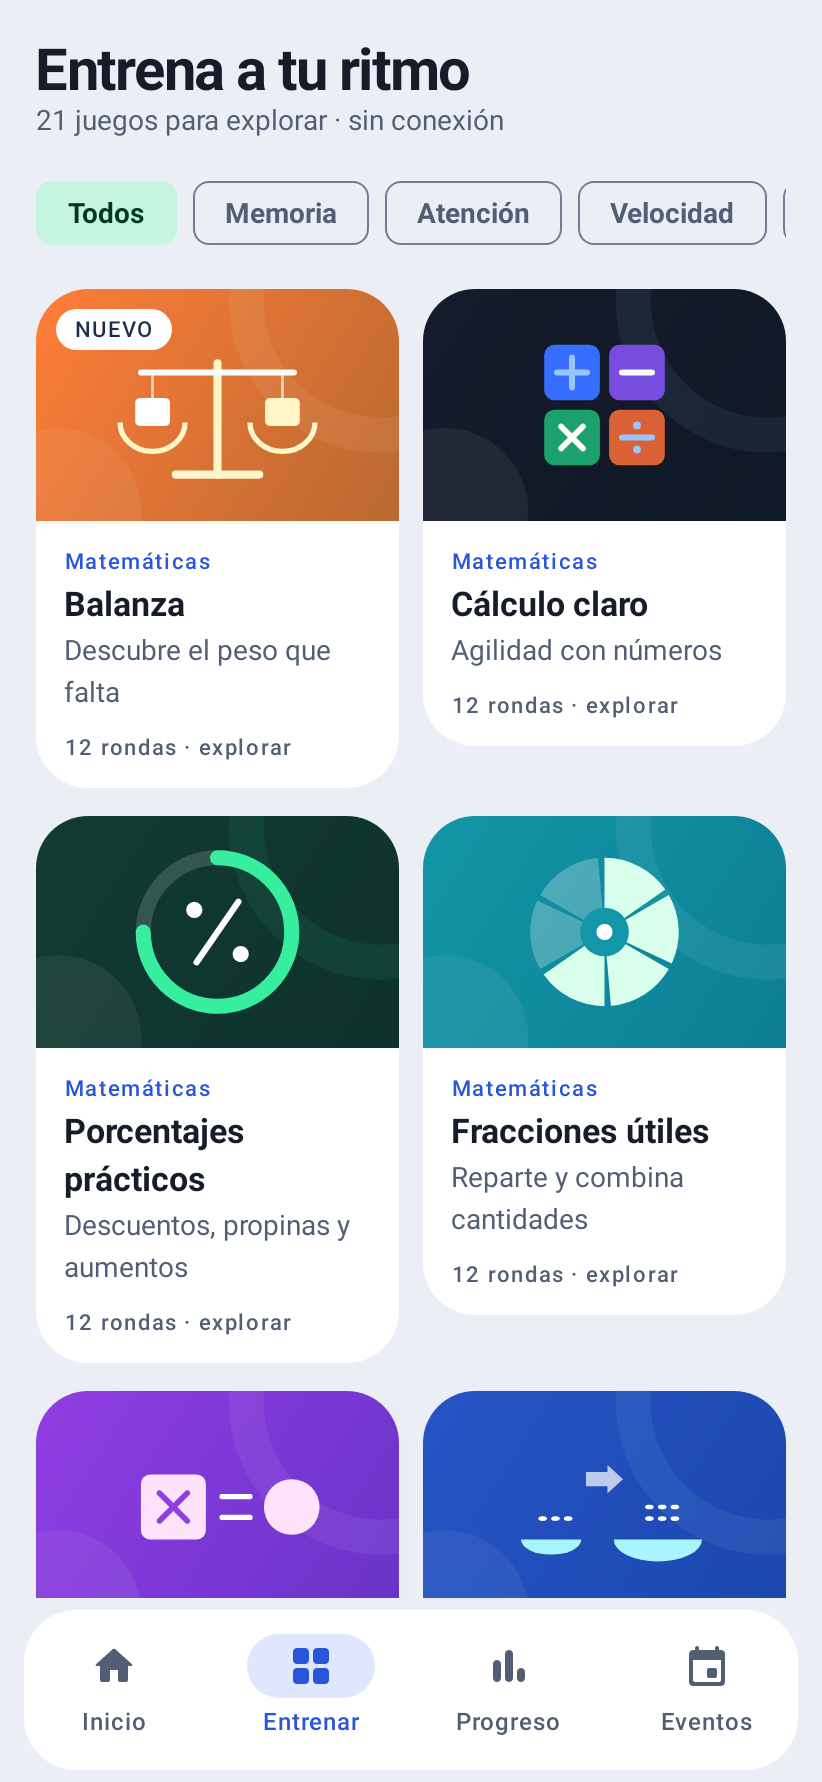 Entrena a tu ritmo
21 juegos para explorar · sin conexión
Todos
Memoria
Atención
Velocidad
NUEVO
Matemáticas
Balanza
Descubre el peso que
falta
12 rondas · explorar
Matemáticas
Cálculo claro
Agilidad con números
12 rondas · explorar
Matemáticas
Porcentajes
prácticos
Descuentos, propinas y
aumentos
12 rondas · explorar
Matemáticas
Fracciones útiles
Reparte y combina
cantidades
12 rondas · explorar
Inicio
Entrenar
Progreso
Eventos